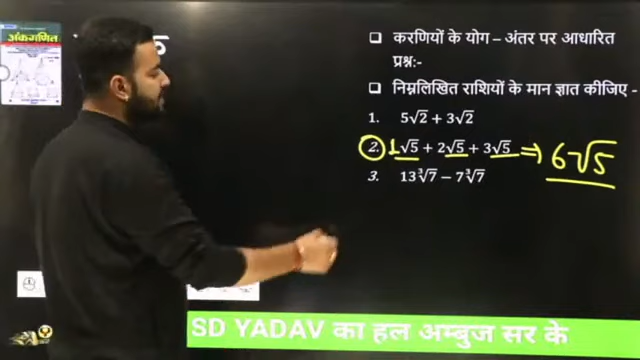 अंकगणित
❑ करणियों के योग – अंतर पर आधारित
प्रश्न:-
❑ निम्नलिखित राशियों के मान ज्ञात कीजिए -
1. 5√2 + 3√2
2. 1√5 + 2√5 + 3√5 ⇒ 6√5
3. 13∛7 − 7∛7
SD YADAV का हल अम्बुज सर के